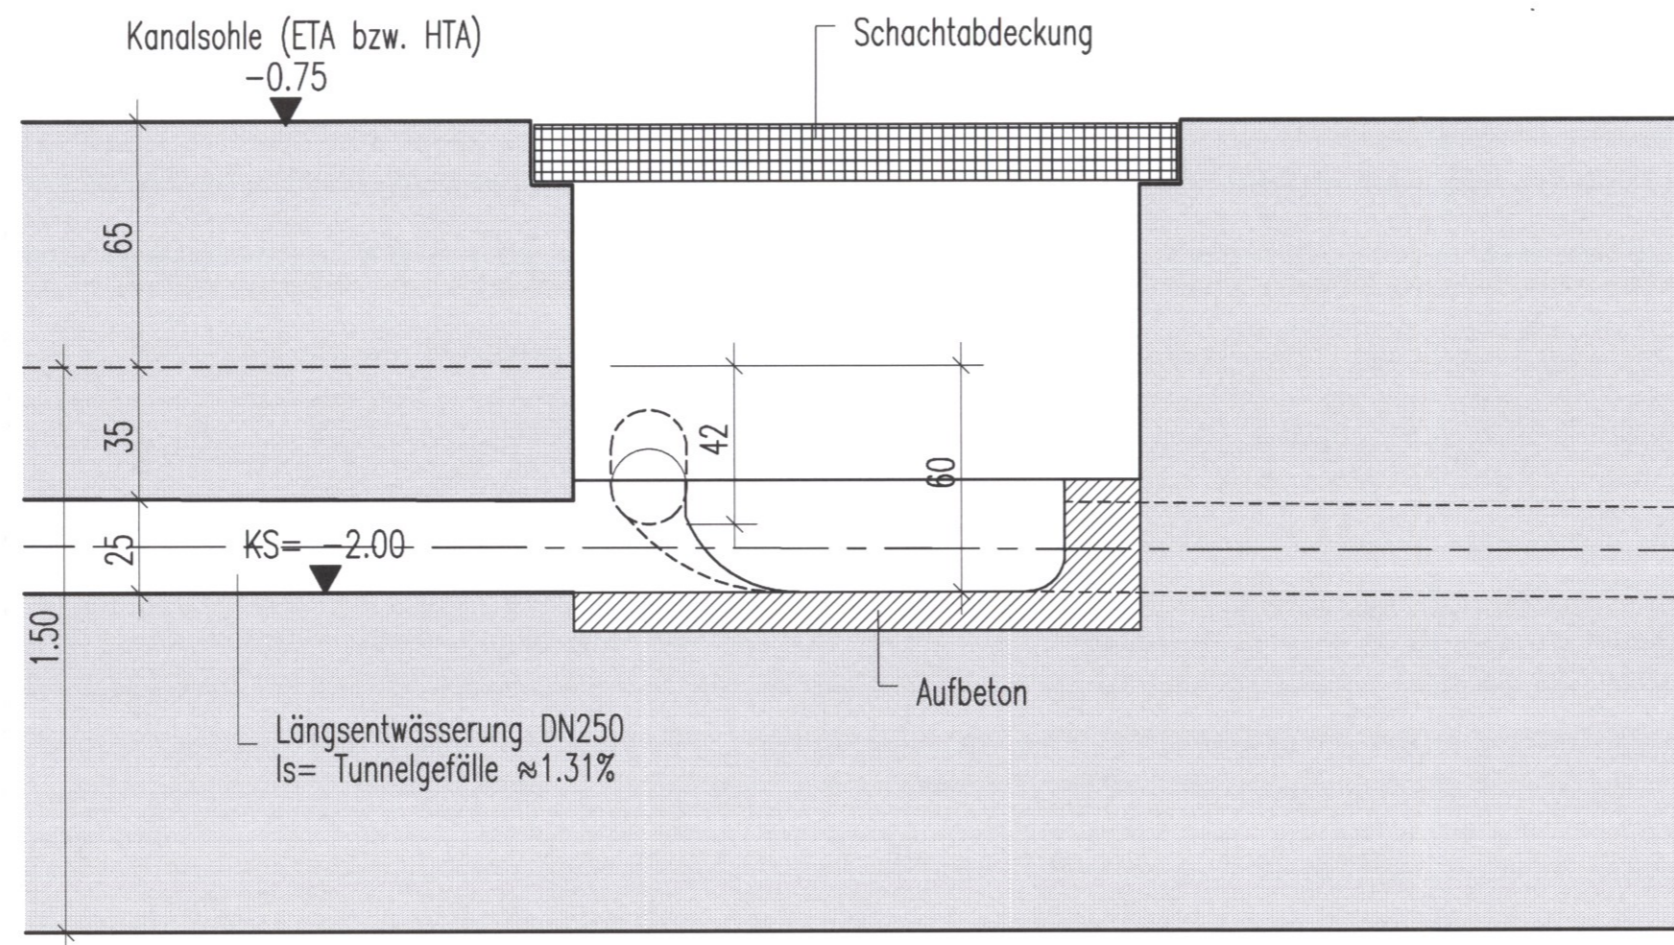 Kanalsohle (ETA bzw. HTA)
-0.75
Schachtabdeckung
65
35
42
60
25
KS= -2.00
1.50
Aufbeton
Längsentwässerung DN250
Is= Tunnelgefälle ≈1.31%